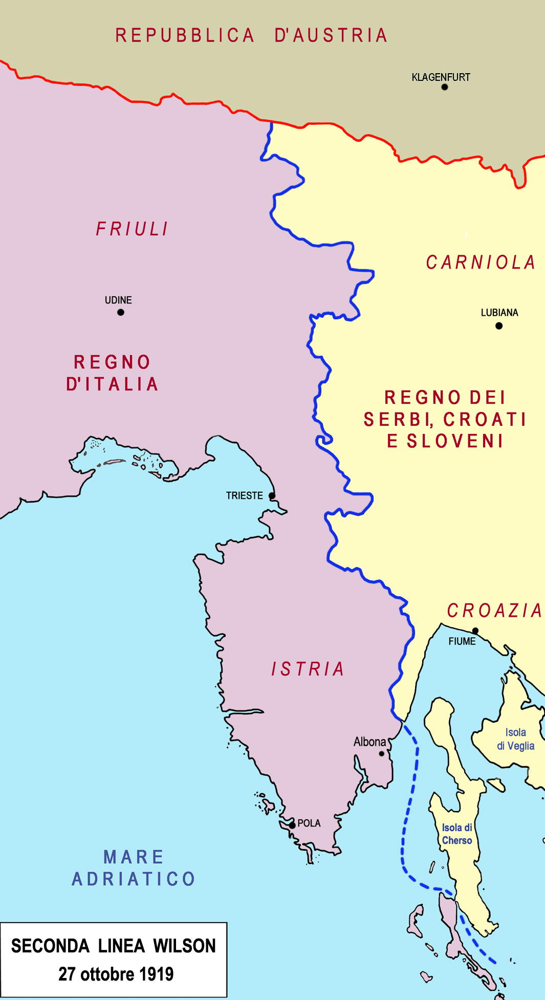 REPUBBLICA D'AUSTRIA
KLAGENFURT
FRIULI
CARNIOLA
UDINE
LUBIANA
REGNO
D'ITALIA
REGNO DEI
SERBI, CROATI
E SLOVENI
TRIESTE
CROAZIA
FIUME
ISTRIA
Isola
di Veglia
Albona
POLA
Isola di
Cherso
MARE
ADRIATICO
SECONDA LINEA WILSON
27 ottobre 1919